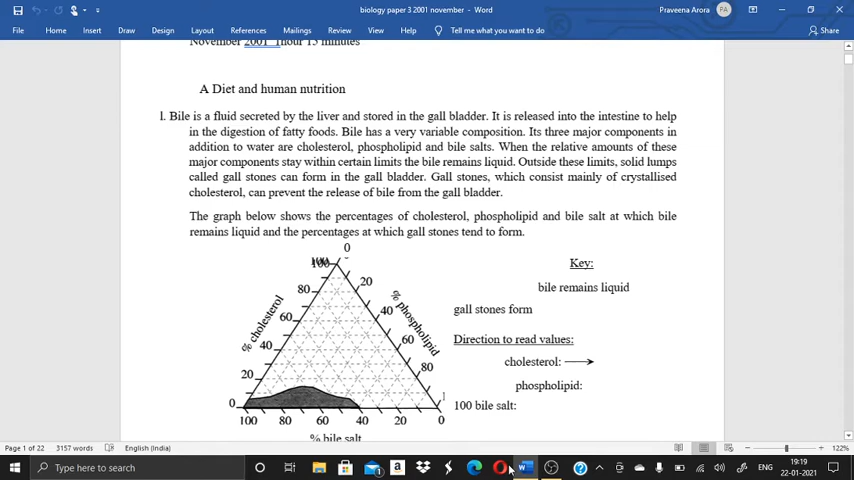 biology paper 3 2001 november - Word
Praveena Arora
PA
File Home Insert Draw Design Layout References Mailings Review View Help Tell me what you want to do Share
November 2001 1hour 15 minutes
A Diet and human nutrition
l. Bile is a fluid secreted by the liver and stored in the gall bladder. It is released into the intestine to help
in the digestion of fatty foods. Bile has a very variable composition. Its three major components in
addition to water are cholesterol, phospholipid and bile salts. When the relative amounts of these
major components stay within certain limits the bile remains liquid. Outside these limits, solid lumps
called gall stones can form in the gall bladder. Gall stones, which consist mainly of crystallised
cholesterol, can prevent the release of bile from the gall bladder.
The graph below shows the percentages of cholesterol, phospholipid and bile salt at which bile
remains liquid and the percentages at which gall stones tend to form.
0
100
80 20
60 40
40 60
20 80
0
% cholesterol
% phospholipid
100 80 60 40 20 0
% bile salt
Key:
bile remains liquid
gall stones form
Direction to read values:
cholesterol:
phospholipid:
100 bile salt:
Page 1 of 22 3157 words English (India) 122%
Type here to search
ENG
19:19
22-01-2021